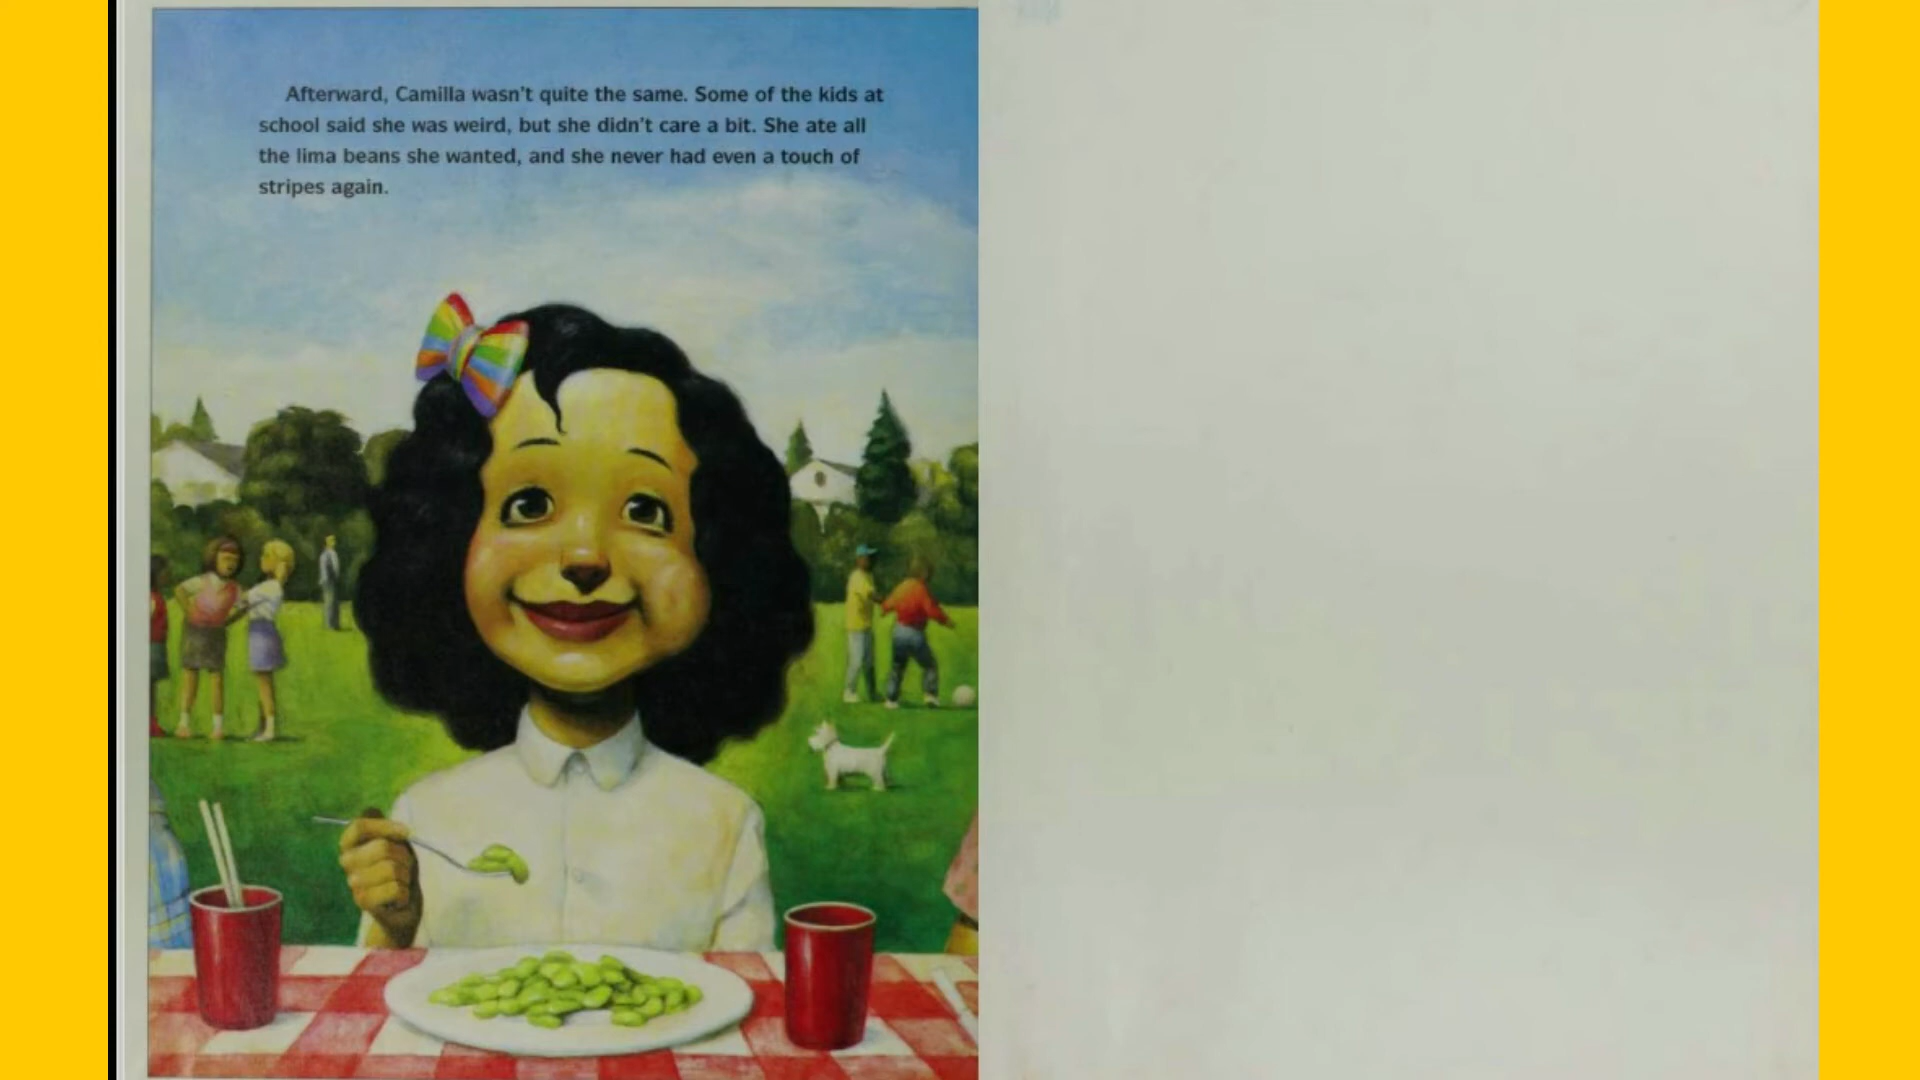 Afterward, Camilla wasn't quite the same. Some of the kids at
school said she was weird, but she didn't care a bit. She ate all
the lima beans she wanted, and she never had even a touch of
stripes again.